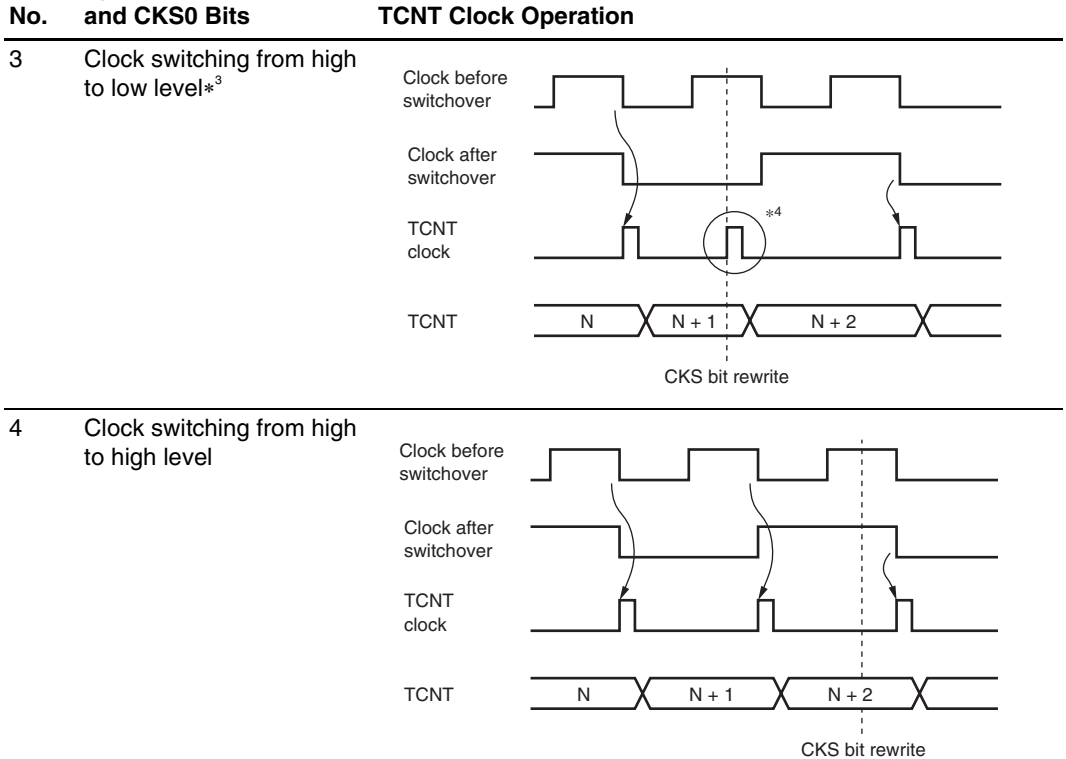 No. and CKS0 Bits TCNT Clock Operation
3 Clock switching from high
to low level*3
Clock before
switchover
Clock after
switchover
TCNT
clock
*4
TCNT
N N + 1 N + 2
CKS bit rewrite
4 Clock switching from high
to high level
Clock before
switchover
Clock after
switchover
TCNT
clock
TCNT
N N + 1 N + 2
CKS bit rewrite